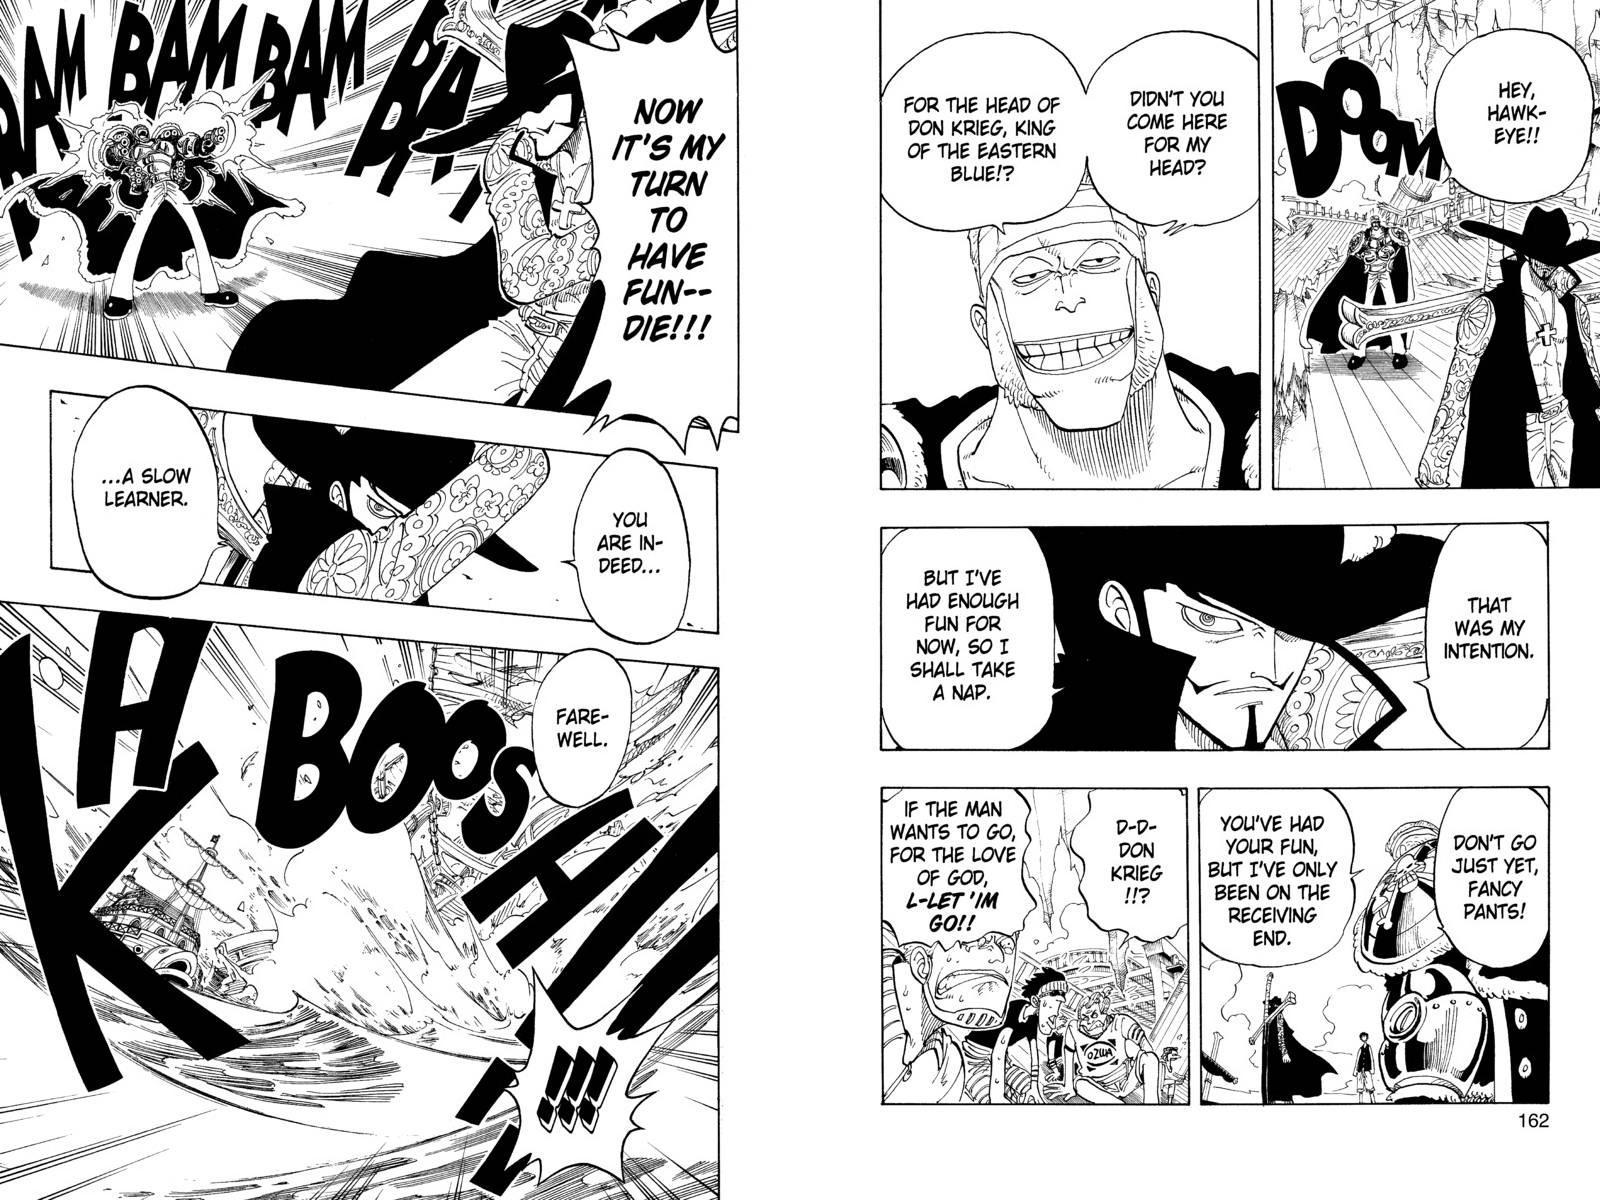 HEY,
HAWK-
EYE!!
DOOM
DIDN'T YOU
COME HERE
FOR MY
HEAD?
FOR THE HEAD OF
DON KRIEG, KING
OF THE EASTERN
BLUE!?
THAT
WAS MY
INTENTION.
BUT I'VE
HAD ENOUGH
FUN FOR
NOW, SO I
SHALL TAKE
A NAP.
DON'T GO
JUST YET,
FANCY
PANTS!
YOU'VE HAD
YOUR FUN,
BUT I'VE ONLY
BEEN ON THE
RECEIVING
END.
D-D-
DON
KRIEG
!!?
IF THE MAN
WANTS TO GO,
FOR THE LOVE
OF GOD,
L-LET 'IM
GO!!
162
NOW
IT'S MY
TURN
TO
HAVE
FUN--
DIE!!!
BAM BAM BAM BAM
YOU
ARE IN-
DEED...
...A SLOW
LEARNER.
FARE-
WELL.
KABOOSH
!!!